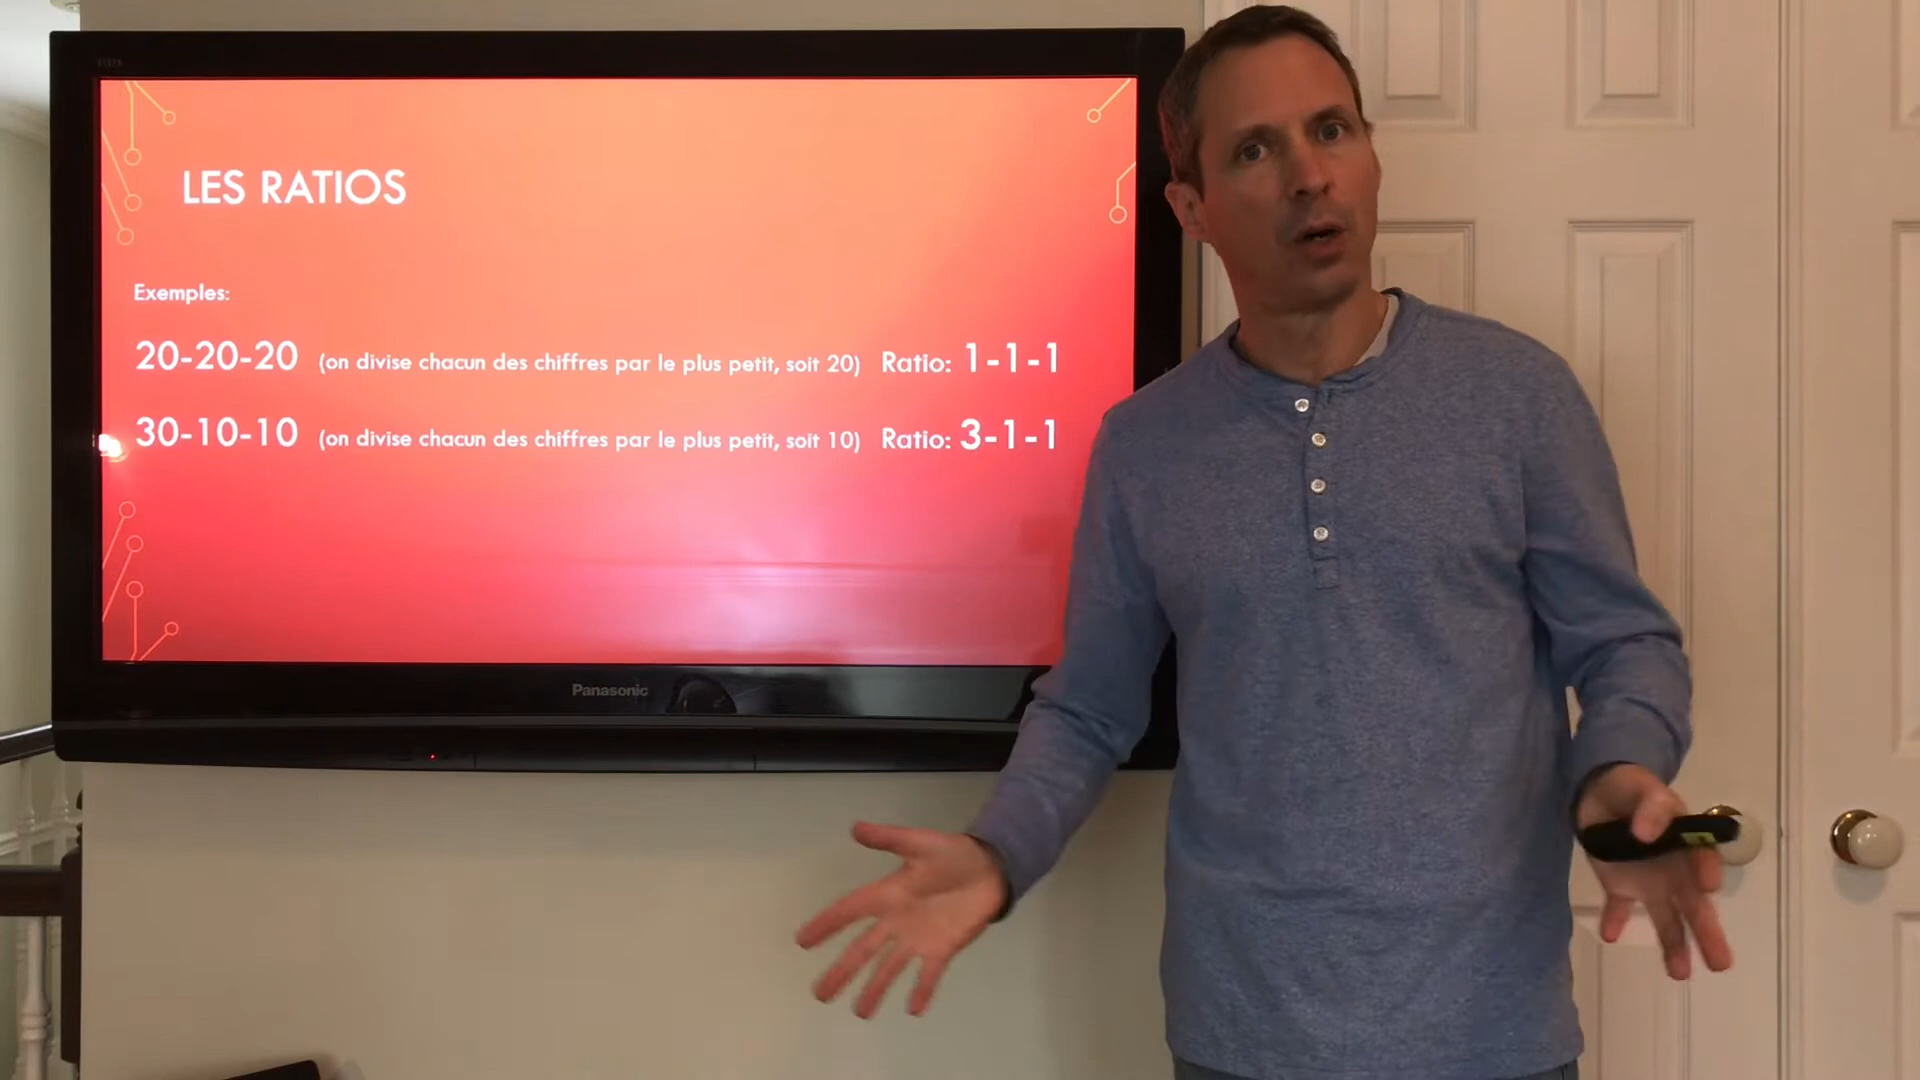 LES RATIOS
Exemples:
20-20-20 (on divise chacun des chiffres par le plus petit, soit 20) Ratio: 1-1-1
30-10-10 (on divise chacun des chiffres par le plus petit, soit 10) Ratio: 3-1-1
Panasonic